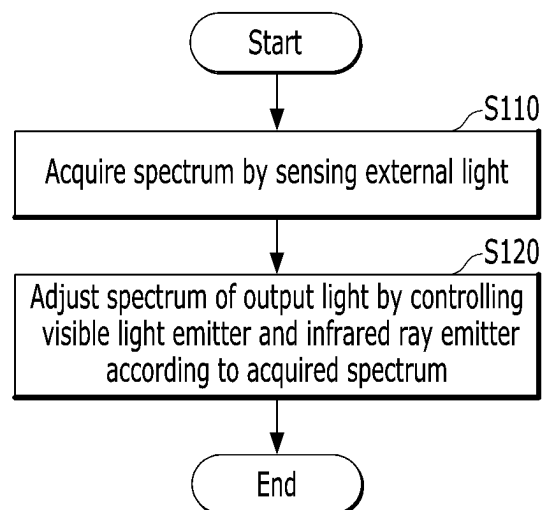 Start
S110
Acquire spectrum by sensing external light
S120
Adjust spectrum of output light by controlling
visible light emitter and infrared ray emitter
according to acquired spectrum
End